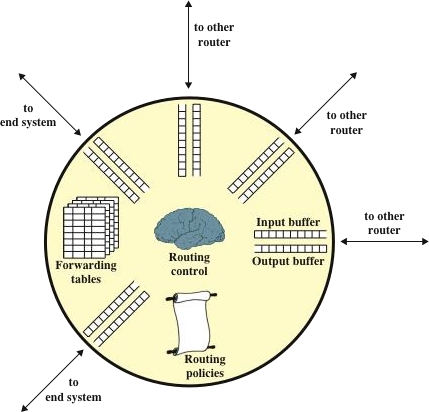 to other
router
to
end system
to other
router
to other
router
Input buffer
Output buffer
Routing
control
Forwarding
tables
Routing
policies
to
end system